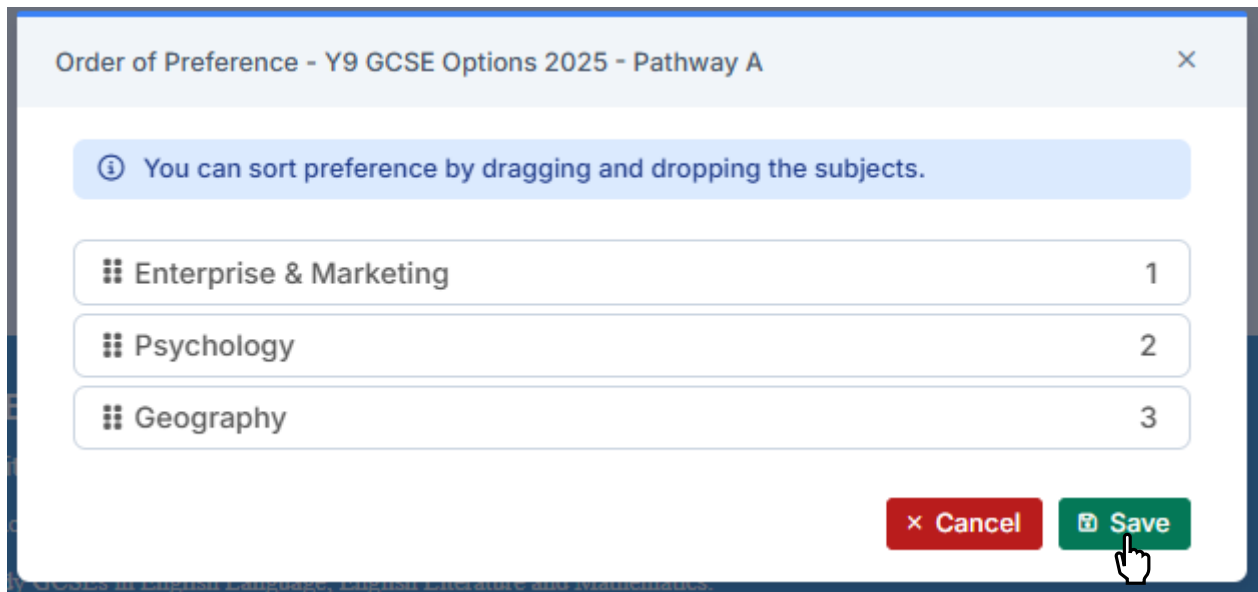 Order of Preference - Y9 GCSE Options 2025 - Pathway A
You can sort preference by dragging and dropping the subjects.
Enterprise & Marketing 1
Psychology 2
Geography 3
Cancel Save
GCSEs in English Language, English Literature and Mathematics.